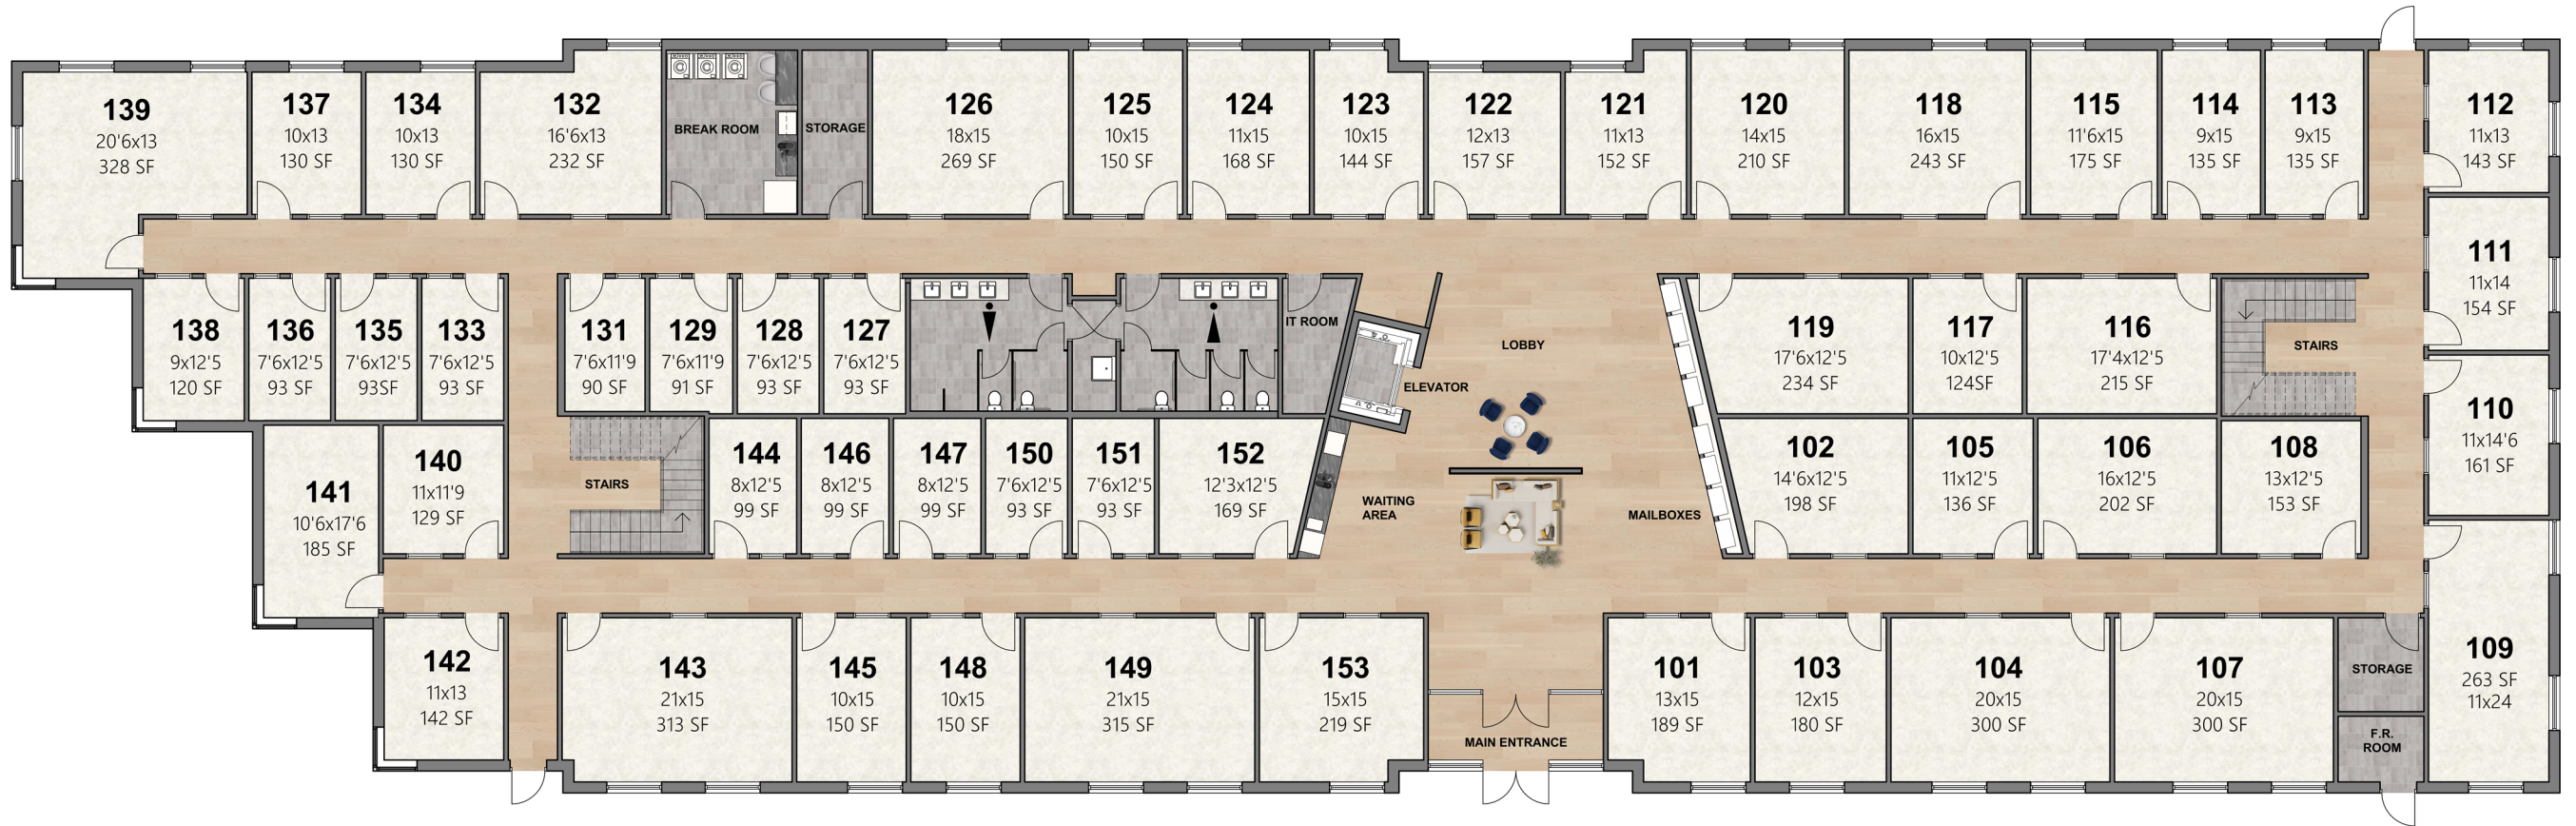 139
20'6x13
328 SF
137
10x13
130 SF
134
10x13
130 SF
132
16'6x13
232 SF
BREAK ROOM
STORAGE
126
18x15
269 SF
125
10x15
150 SF
124
11x15
168 SF
123
10x15
144 SF
122
12x13
157 SF
121
11x13
152 SF
120
14x15
210 SF
118
16x15
243 SF
115
11'6x15
175 SF
114
9x15
135 SF
113
9x15
135 SF
112
11x13
143 SF
111
11x14
154 SF
110
11x14'6
161 SF
109
263 SF
11x24
138
9x12'5
120 SF
136
7'6x12'5
93 SF
135
7'6x12'5
93SF
133
7'6x12'5
93 SF
131
7'6x11'9
90 SF
129
7'6x11'9
91 SF
128
7'6x12'5
93 SF
127
7'6x12'5
93 SF
IT ROOM
ELEVATOR
LOBBY
119
17'6x12'5
234 SF
117
10x12'5
124SF
116
17'4x12'5
215 SF
STAIRS
141
10'6x17'6
185 SF
140
11x11'9
129 SF
STAIRS
144
8x12'5
99 SF
146
8x12'5
99 SF
147
8x12'5
99 SF
150
7'6x12'5
93 SF
151
7'6x12'5
93 SF
152
12'3x12'5
169 SF
WAITING
AREA
MAILBOXES
102
14'6x12'5
198 SF
105
11x12'5
136 SF
106
16x12'5
202 SF
108
13x12'5
153 SF
142
11x13
142 SF
143
21x15
313 SF
145
10x15
150 SF
148
10x15
150 SF
149
21x15
315 SF
153
15x15
219 SF
MAIN ENTRANCE
101
13x15
189 SF
103
12x15
180 SF
104
20x15
300 SF
107
20x15
300 SF
STORAGE
F.R.
ROOM